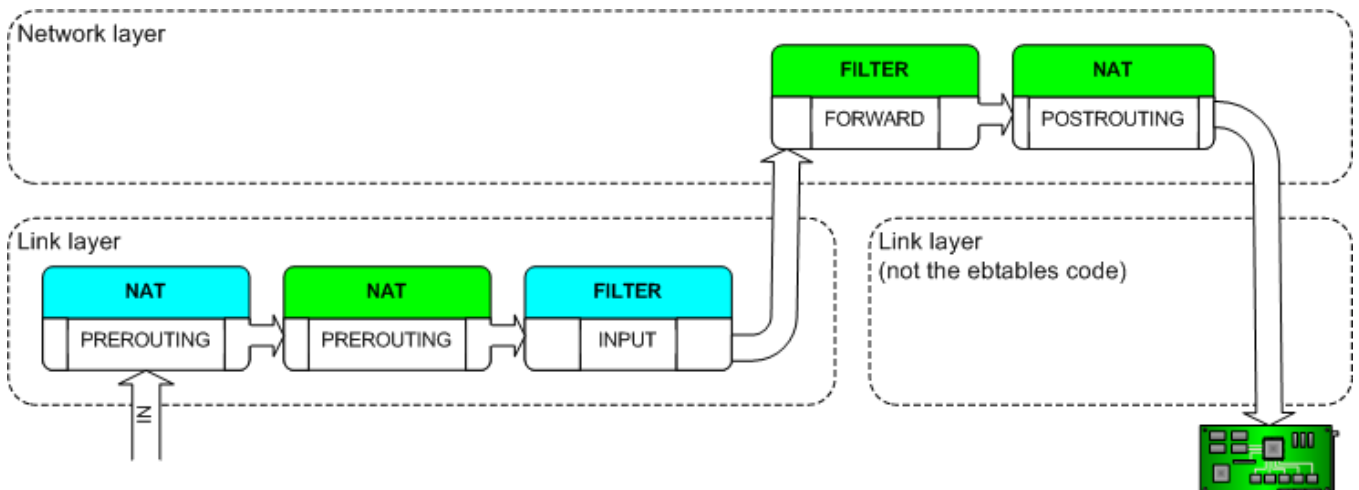 Network layer
FILTER
FORWARD
NAT
POSTROUTING
Link layer
NAT
PREROUTING
NAT
PREROUTING
FILTER
INPUT
IN
Link layer
(not the ebtables code)